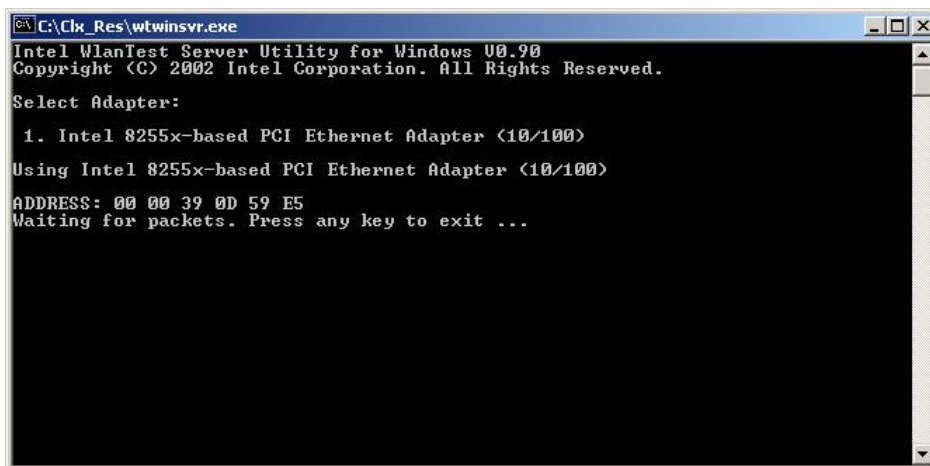 C:\Clx_Res\wtwinsvr.exe
Intel WlanTest Server Utility for Windows V0.90
Copyright (C) 2002 Intel Corporation. All Rights Reserved.
Select Adapter:
1. Intel 8255x-based PCI Ethernet Adapter (10/100)
Using Intel 8255x-based PCI Ethernet Adapter (10/100)
ADDRESS: 00 00 39 0D 59 E5
Waiting for packets. Press any key to exit ...